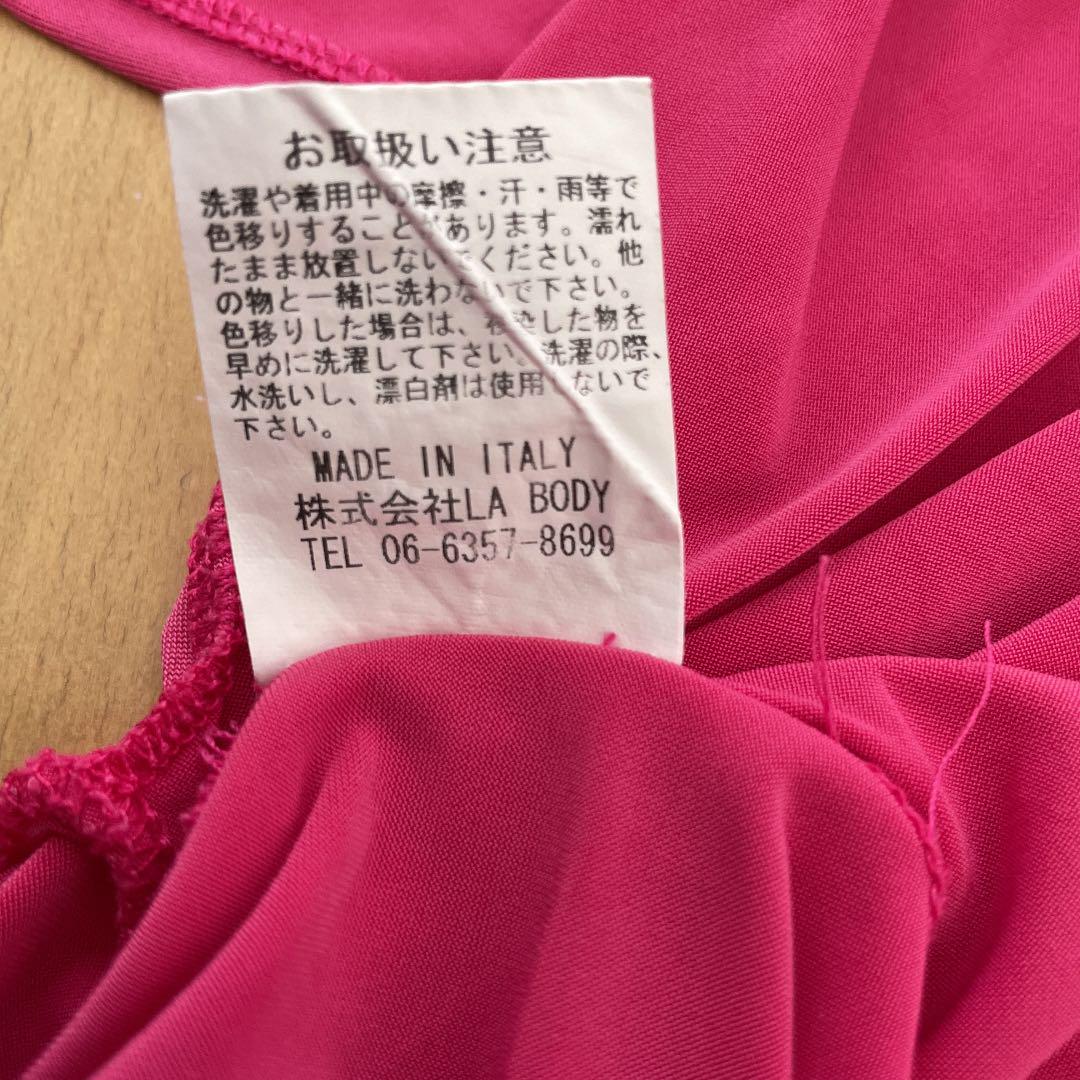 お取扱い注意
洗濯や着用中の摩擦・汗・雨等で
色移りすることがあります。濡れ
たまま放置しないでください。他
の物と一緒に洗わないで下さい。
色移りした場合は、移染した物を
早めに洗濯して下さい。洗濯の際、
水洗いし、漂白剤は使用しないで
下さい。
MADE IN ITALY
株式会社LA BODY
TEL 06-6357-8699